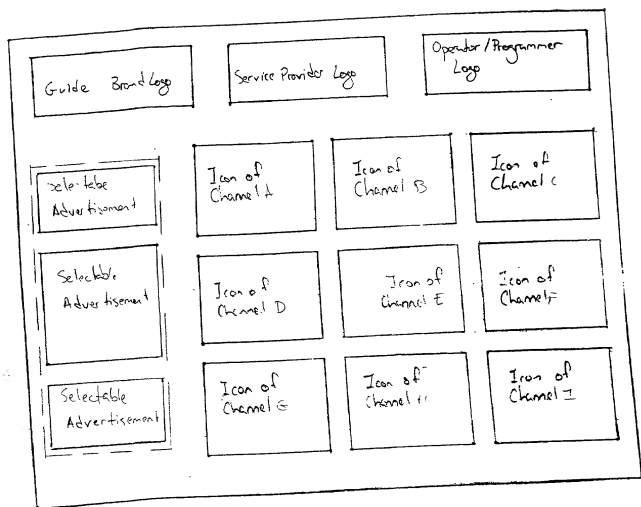 Guide Brand Logo
Service Provider Logo
Operator/Programmer
Logo
Selectable
Advertisement
Icon of
Channel A
Icon of
Channel B
Icon of
Channel C
Selectable
Advertisement
Icon of
Channel D
Icon of
Channel E
Icon of
Channel F
Selectable
Advertisement
Icon of
Channel G
Icon of
Channel
Icon of
Channel I